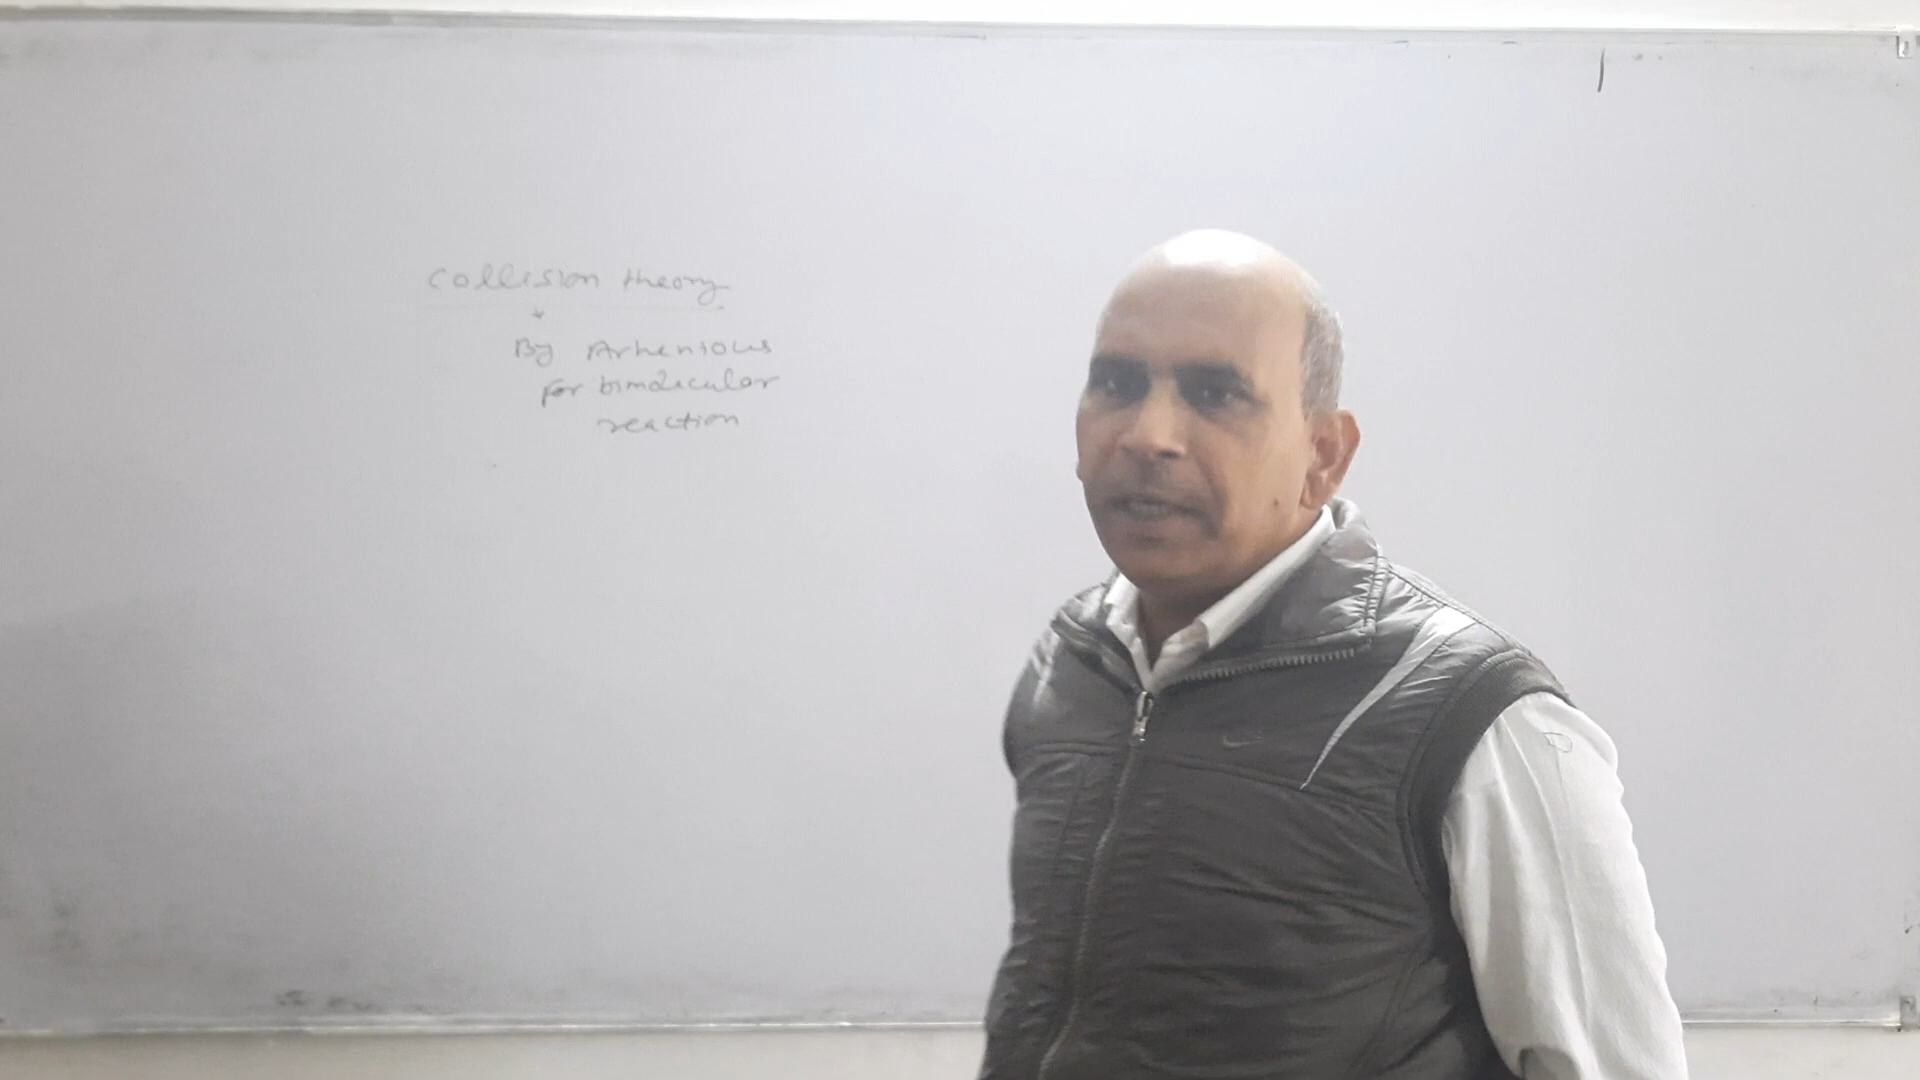 Collision theory
By Arhenious
For bimolecular
reaction